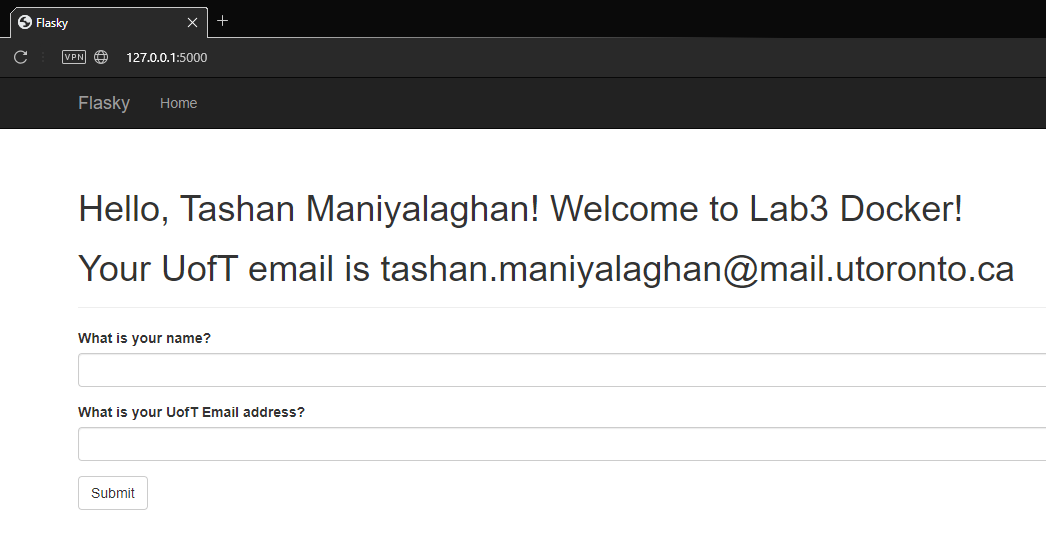 Flasky
VPN 127.0.0.1:5000
Flasky Home
Hello, Tashan Maniyalaghan! Welcome to Lab3 Docker!
Your UofT email is tashan.maniyalaghan@mail.utoronto.ca
What is your name?
What is your UofT Email address?
Submit